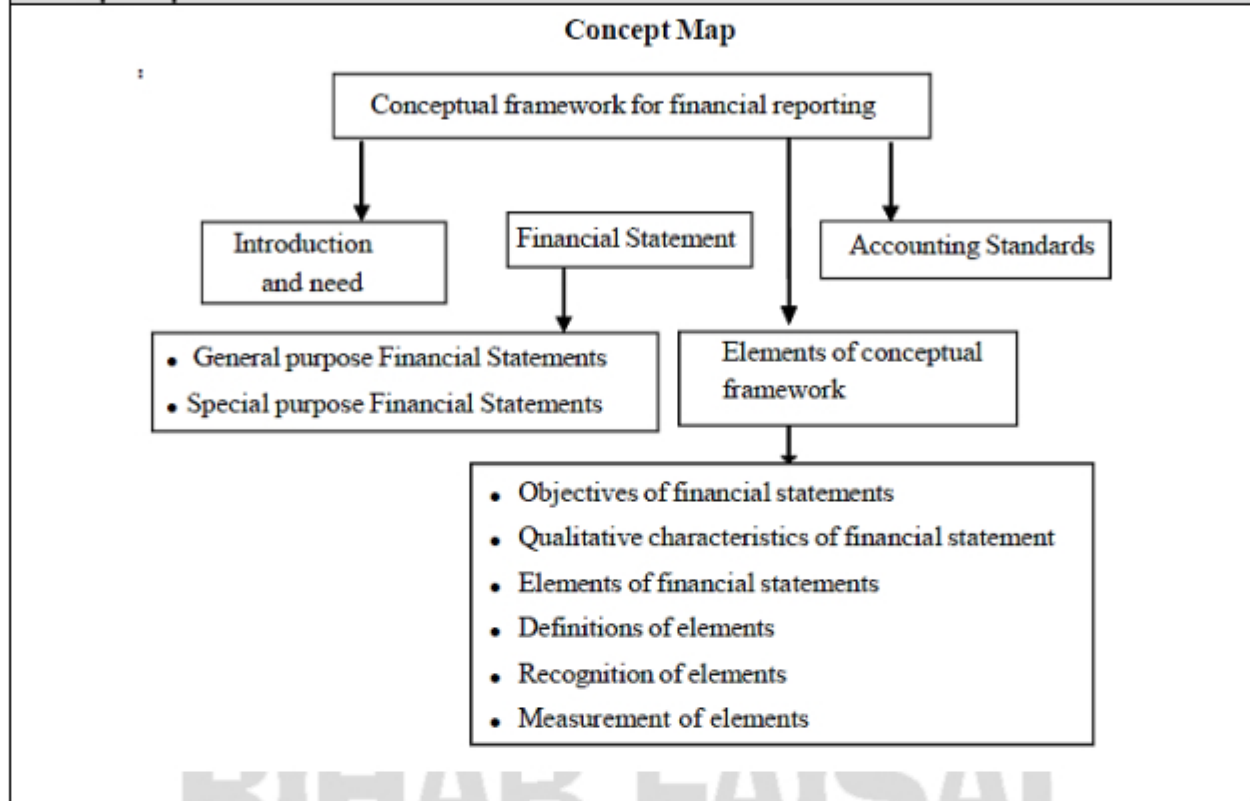 Concept Map
:
Conceptual framework for financial reporting
Introduction
and need
Financial Statement
Accounting Standards
• General purpose Financial Statements
• Special purpose Financial Statements
Elements of conceptual
framework
• Objectives of financial statements
• Qualitative characteristics of financial statement
• Elements of financial statements
• Definitions of elements
• Recognition of elements
• Measurement of elements